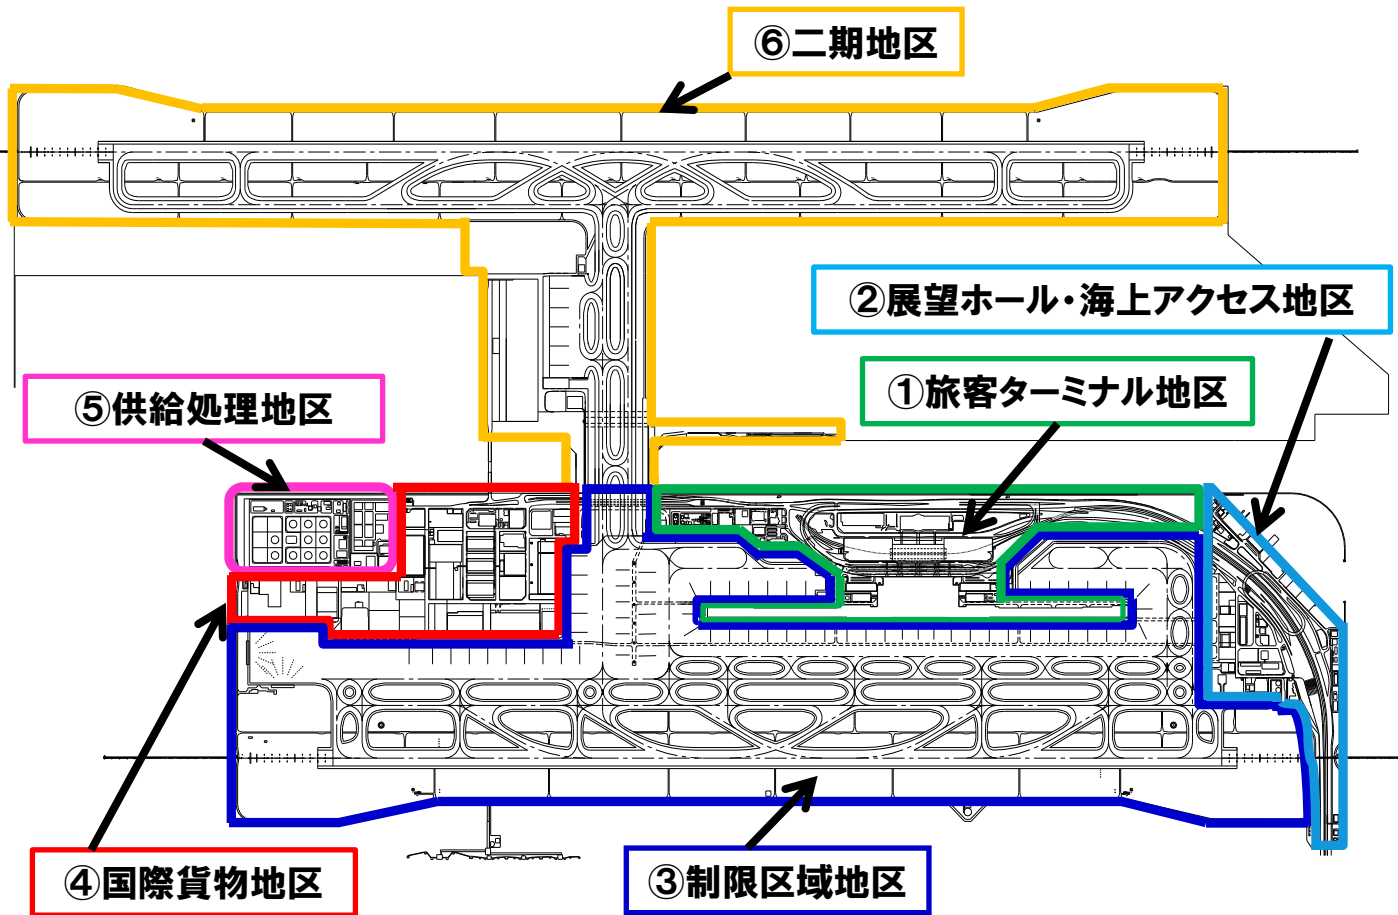 ⑥二期地区
②展望ホール・海上アクセス地区
①旅客ターミナル地区
⑤供給処理地区
④国際貨物地区
③制限区域地区